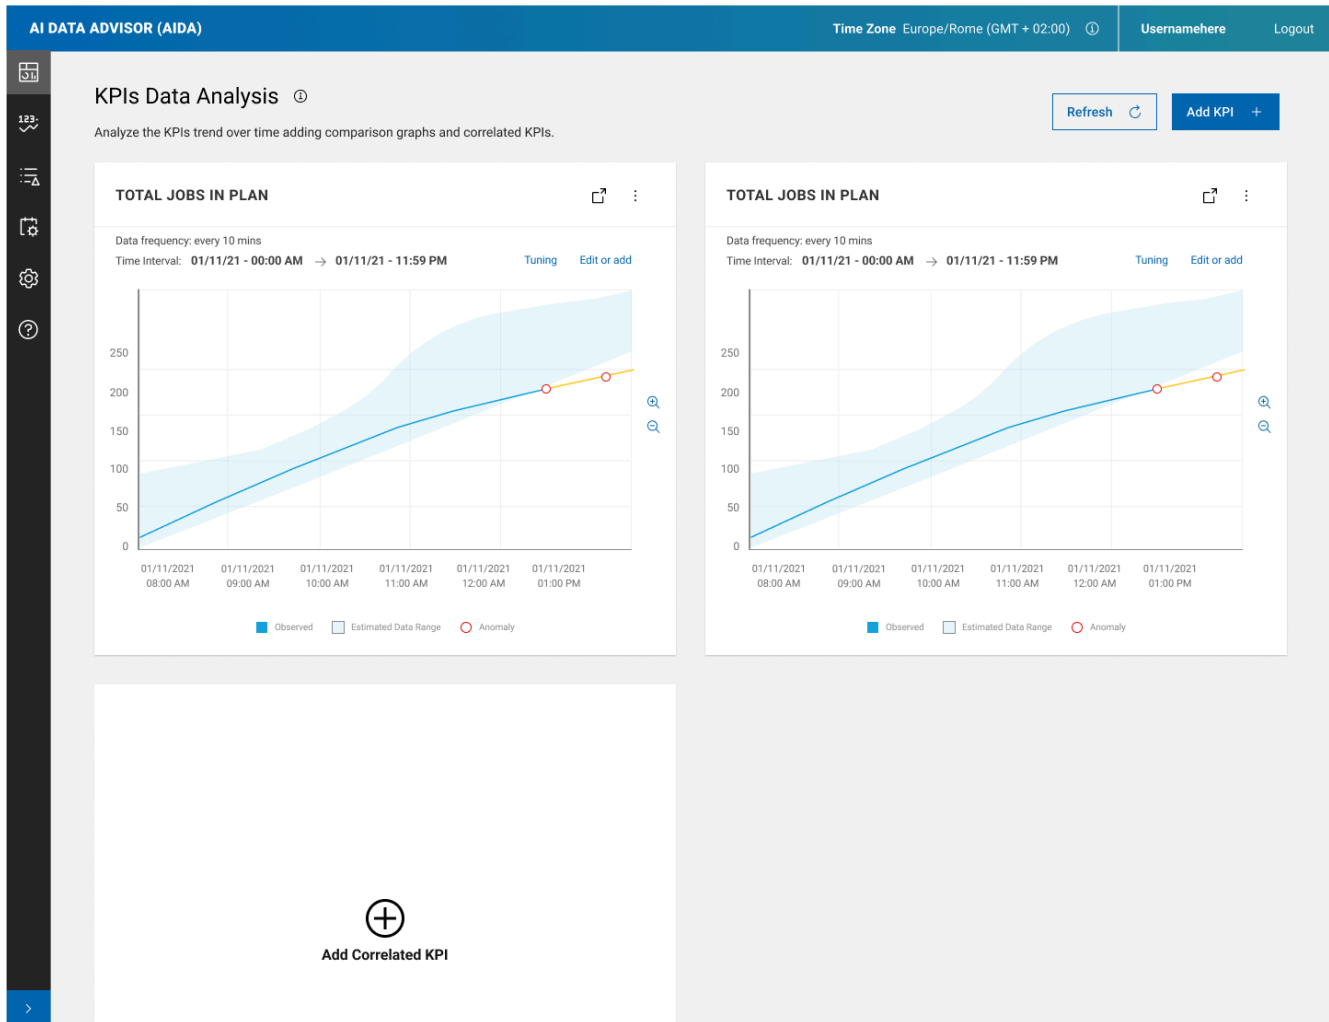 AI DATA ADVISOR (AIDA)
Time Zone Europe/Rome (GMT + 02:00)
Usernamehere
Logout
123-
KPIs Data Analysis
Analyze the KPIs trend over time adding comparison graphs and correlated KPIs.
Refresh
Add KPI +
TOTAL JOBS IN PLAN
Data frequency: every 10 mins
Time Interval: 01/11/21 - 00:00 AM → 01/11/21 - 11:59 PM
Tuning
Edit or add
250
200
150
100
50
0
01/11/2021 01/11/2021 01/11/2021 01/11/2021 01/11/2021 01/11/2021
08:00 AM 09:00 AM 10:00 AM 11:00 AM 12:00 AM 01:00 PM
Observed Estimated Data Range Anomaly
TOTAL JOBS IN PLAN
Data frequency: every 10 mins
Time Interval: 01/11/21 - 00:00 AM → 01/11/21 - 11:59 PM
Tuning
Edit or add
250
200
150
100
50
0
01/11/2021 01/11/2021 01/11/2021 01/11/2021 01/11/2021 01/11/2021
08:00 AM 09:00 AM 10:00 AM 11:00 AM 12:00 AM 01:00 PM
Observed Estimated Data Range Anomaly
Add Correlated KPI